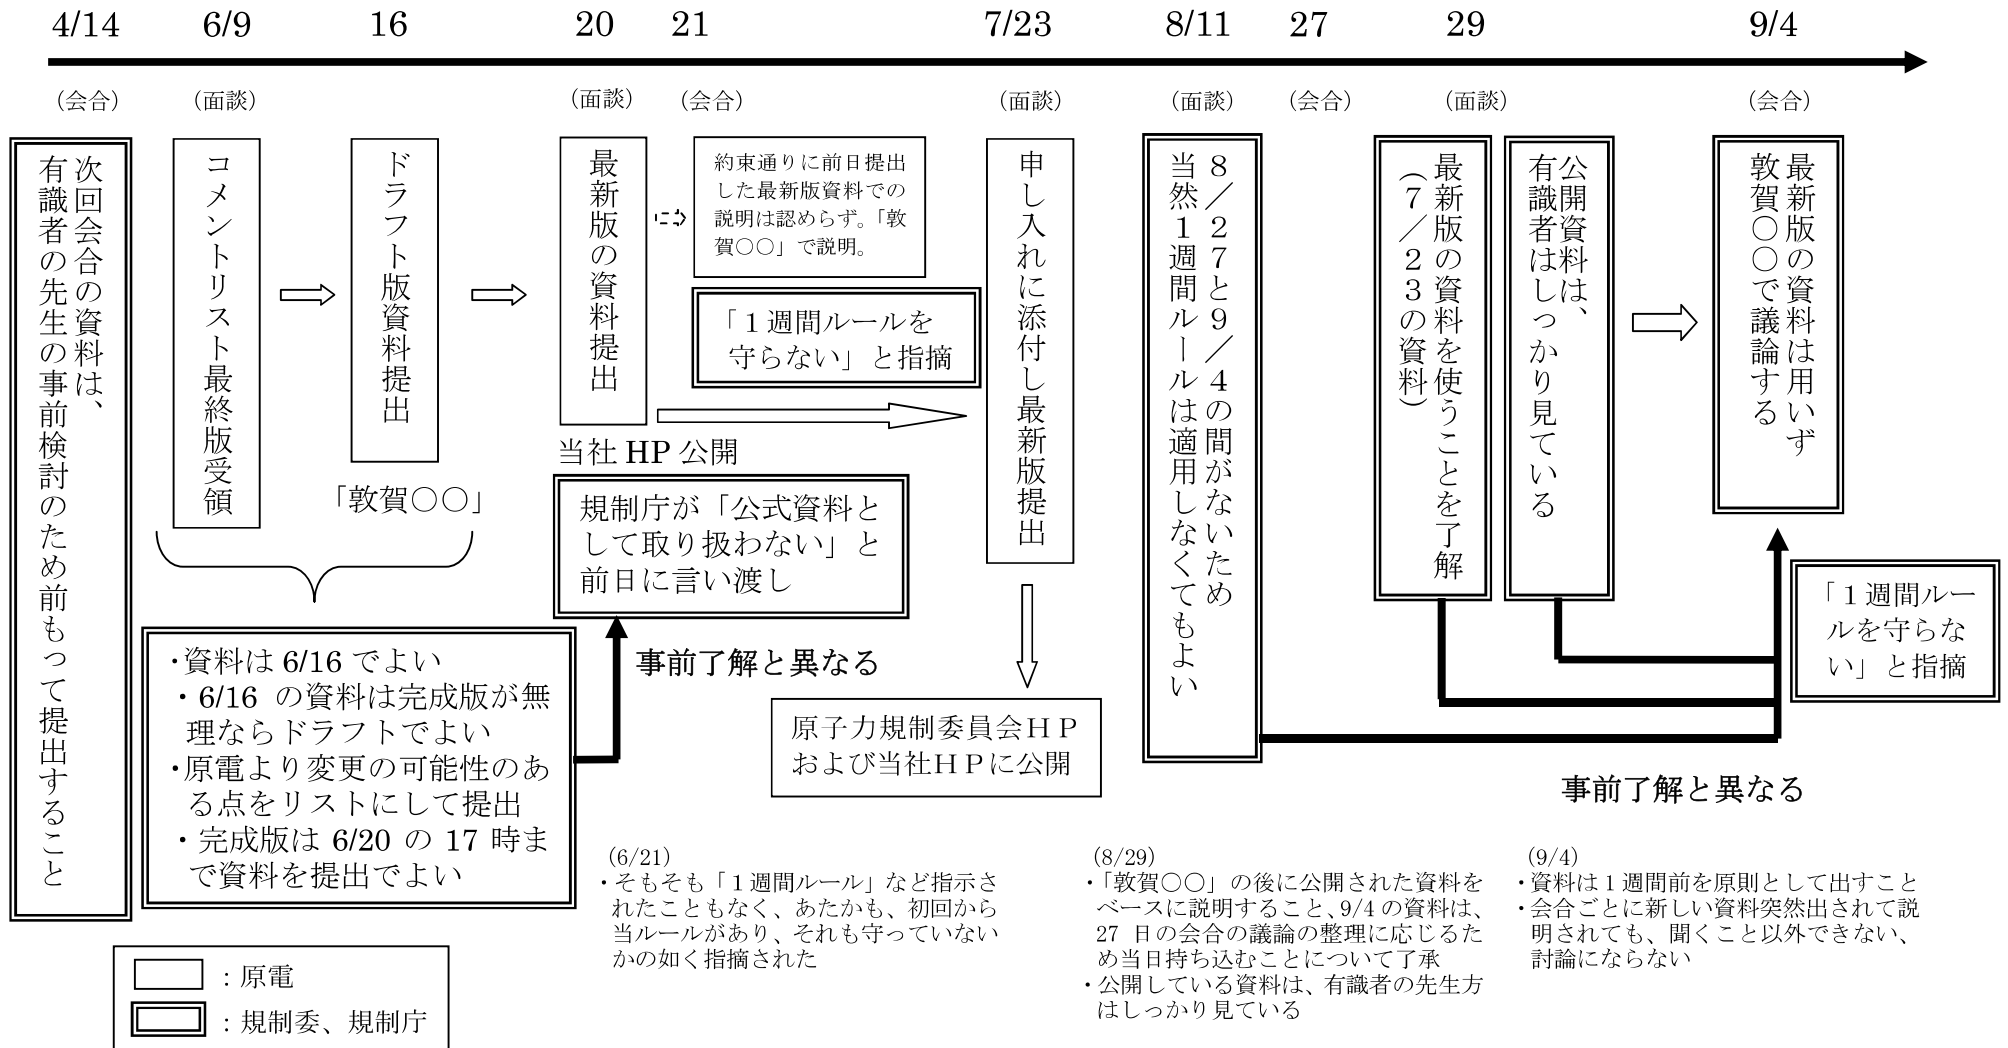 4/14
6/9
16
20
21
7/23
8/11
27
29
9/4
(会合)
(面談)
(面談)
(会合)
(面談)
(面談)
(会合)
(面談)
(会合)
次回会合の資料は、
有識者の先生の事前検討のため前もって提出すること
コメントリスト最終版受領
ドラフト版資料提出
「敦賀〇〇」
・資料は 6/16 でよい
・6/16 の資料は完成版が無
理ならドラフトでよい
・原電より変更の可能性のあ
る点をリストにして提出
・完成版は 6/20 の 17 時ま
で資料を提出でよい
最新版の資料提出
当社 HP 公開
規制庁が「公式資料と
して取り扱わない」と
前日に言い渡し
事前了解と異なる
約束通りに前日提出
した最新版資料での
説明は認めらず。「敦
賀〇〇」で説明。
「１週間ルールを
守らない」と指摘
申し入れに添付し最新版提出
原子力規制委員会ＨＰ
および当社ＨＰに公開
８／２７と９／４の間がないため
当然１週間ルールは適用しなくてもよい
最新版の資料を使うことを了解
（７／２３の資料）
公開資料は、
有識者はしっかり見ている
最新版の資料は用いず
敦賀〇〇で議論する
「１週間ルー
ルを守らな
い」と指摘
事前了解と異なる
(6/21)
・そもそも「１週間ルール」など指示さ
れたこともなく、あたかも、初回から
当ルールがあり、それも守っていない
かの如く指摘された
(8/29)
・「敦賀〇〇」の後に公開された資料を
ベースに説明すること、9/4 の資料は、
27 日の会合の議論の整理に応じるた
め当日持ち込むことについて了承
・公開している資料は、有識者の先生方
はしっかり見ている
(9/4)
・資料は１週間前を原則として出すこと
・会合ごとに新しい資料突然出されて説
明されても、聞くこと以外できない、
討論にならない
：原電
：規制委、規制庁